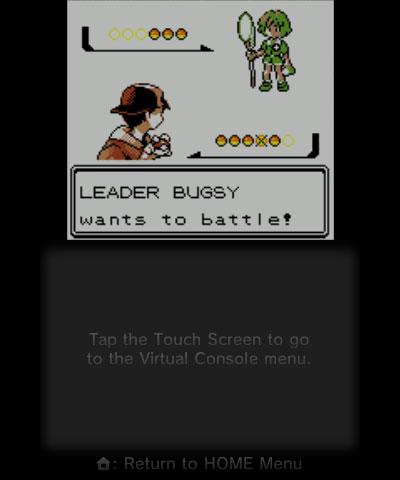 LEADER BUGSY
wants to battle!
Tap the Touch Screen to go
to the Virtual Console menu.
: Return to HOME Menu